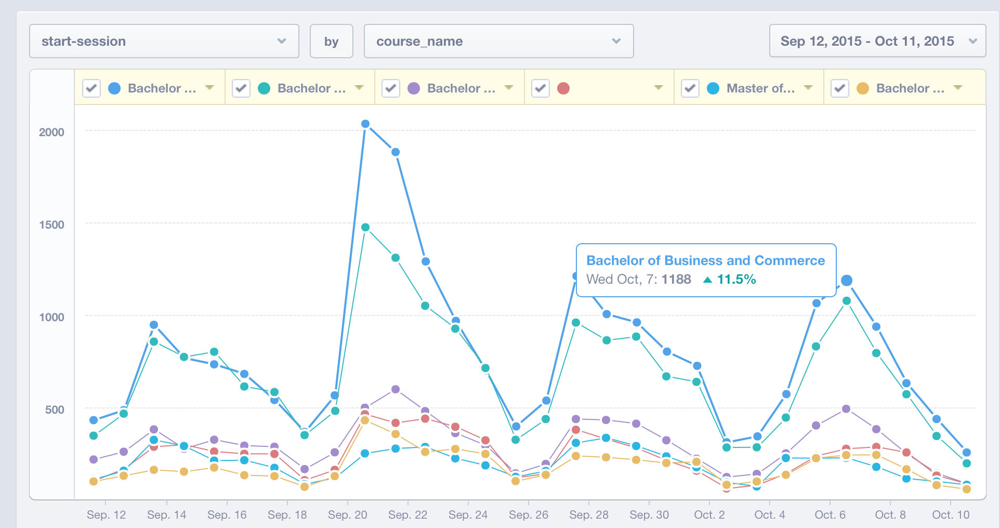 start-session by course_name Sep 12, 2015 - Oct 11, 2015
Bachelor ... Bachelor ... Bachelor ... Master of... Bachelor ...
2000
1500
Bachelor of Business and Commerce
Wed Oct, 7: 1188 ▲ 11.5%
1000
500
Sep. 12 Sep. 14 Sep. 16 Sep. 18 Sep. 20 Sep. 22 Sep. 24 Sep. 26 Sep. 28 Sep. 30 Oct. 2 Oct. 4 Oct. 6 Oct. 8 Oct. 10